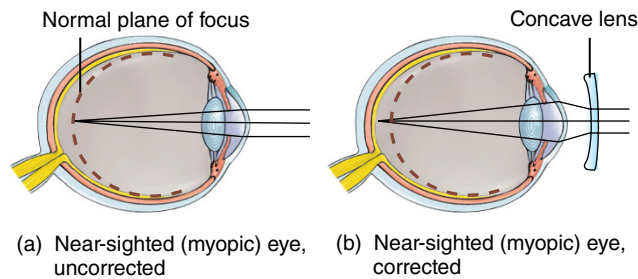 Normal plane of focus
Concave lens
(a) Near-sighted (myopic) eye,
uncorrected
(b) Near-sighted (myopic) eye,
corrected